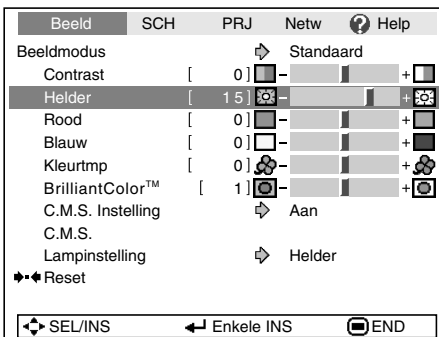 Beeld SCH PRJ Netw Help
Beeldmodus Standaard
Contrast [ 0 ] - +
Helder [ 15 ] - +
Rood [ 0 ] - +
Blauw [ 0 ] - +
Kleurtmp [ 0 ] - +
BrilliantColor™ [ 1 ] - +
C.M.S. Instelling Aan
C.M.S.
Lampinstelling Helder
Reset
SEL/INS Enkele INS END